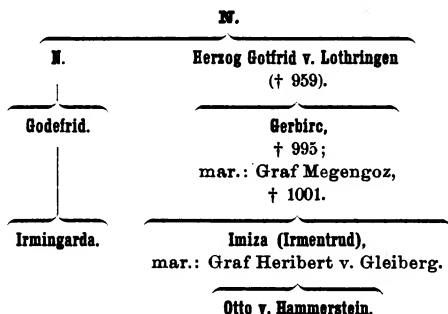 N.
N. Herzog Gotfrid v. Lothringen
(† 959).
Godefrid. Gerbirc,
† 995;
mar.: Graf Megengoz,
† 1001.
Irmingarda. Imiza (Irmentrud),
mar.: Graf Heribert v. Gleiberg.
Otto v. Hammerstein.